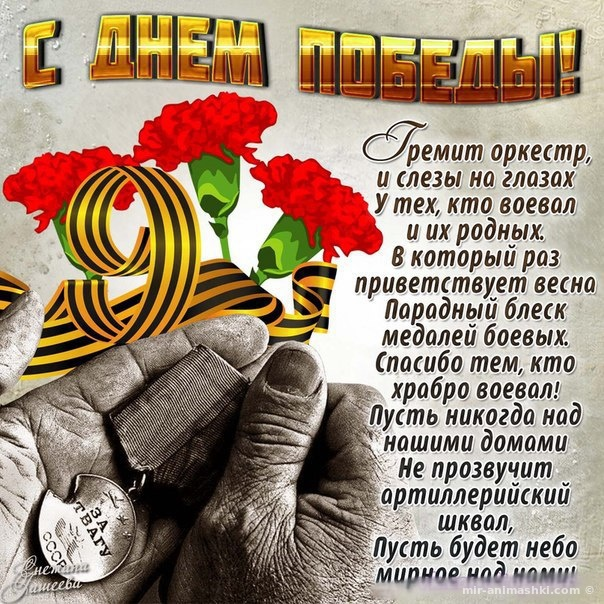 С ДНЕМ ПОБЕДЫ!
Гремит оркестр,
и слезы на глазах
У тех, кто воевал
и их родных.
В который раз
приветствует весна
Парадный блеск
медалей боевых.
Спасибо тем, кто
храбро воевал!
Пусть никогда над
нашими домами
Не прозвучит
артиллерийский
шквал,
Пусть будет небо
мирное над нами!
9
ЗА
ТВАГУ
СССР
Снежана
mir-animashki.com ©